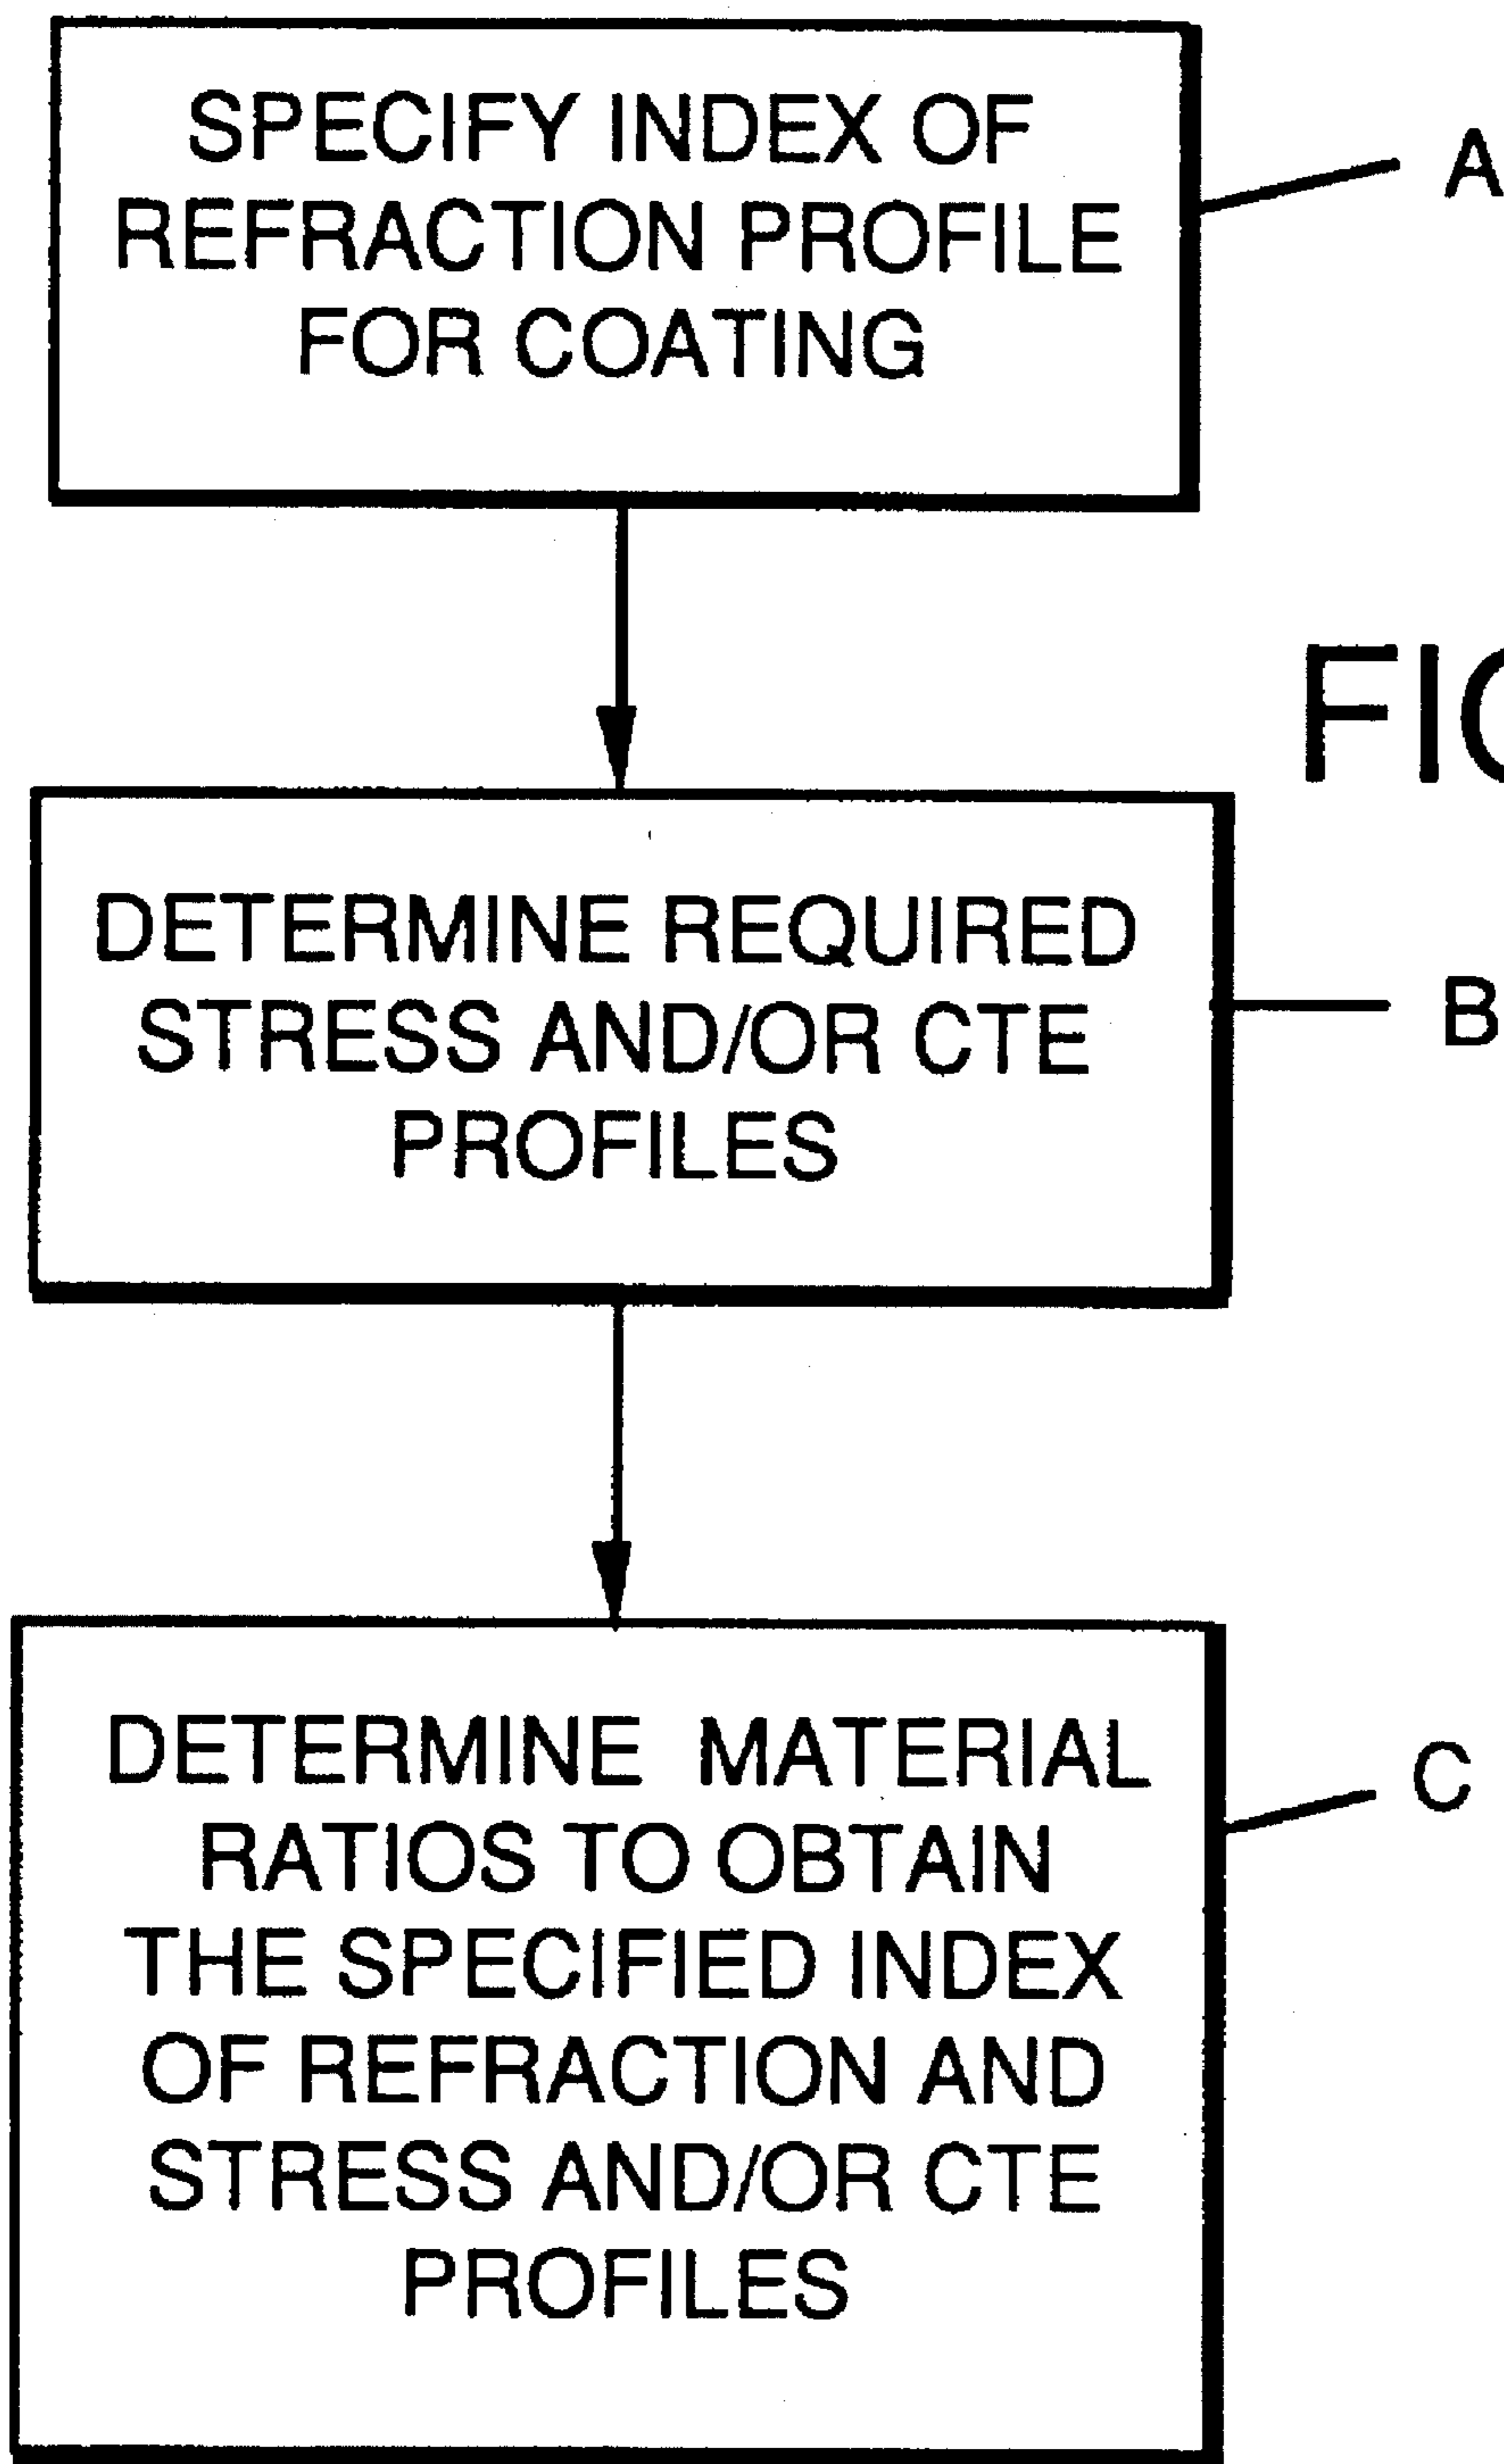 SPECIFY INDEX OF
REFRACTION PROFILE
FOR COATING
A
DETERMINE REQUIRED
STRESS AND/OR CTE
PROFILES
B
DETERMINE MATERIAL
RATIOS TO OBTAIN
THE SPECIFIED INDEX
OF REFRACTION AND
STRESS AND/OR CTE
PROFILES
C